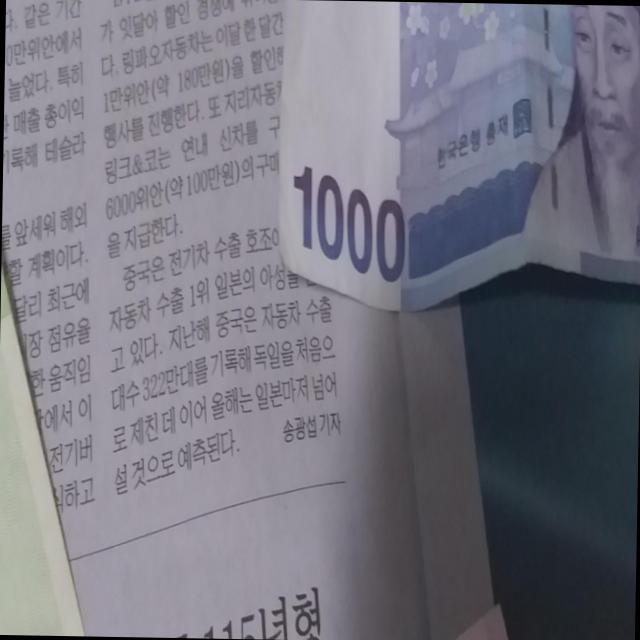 같은 기간
만위안에서
늘었다. 특히
매출 총이익
록해 테슬라
앞세워 해외
계획이다.
최근에
장 점유율
움직임
에서 이
전기버
하고
가 잇달아 할인 경쟁에
다. 링파오자동차는 이달 한 달간
1만위안(약 180만원)을 할인
행사를 진행한다. 또 지리자동
링크&코는 연내 신차를 구
6000위안(약 100만원)의 구매
을 지급한다.
중국은 전기차 수출 호조에
자동차 수출 1위 일본의 아성을
고 있다. 지난해 중국은 자동차 수출
대수 322만대를 기록해 독일을 처음으
로 제친 데 이어 올해는 일본마저 넘어
설 것으로 예측된다.
송광섭 기자
한국은행 총재
1000